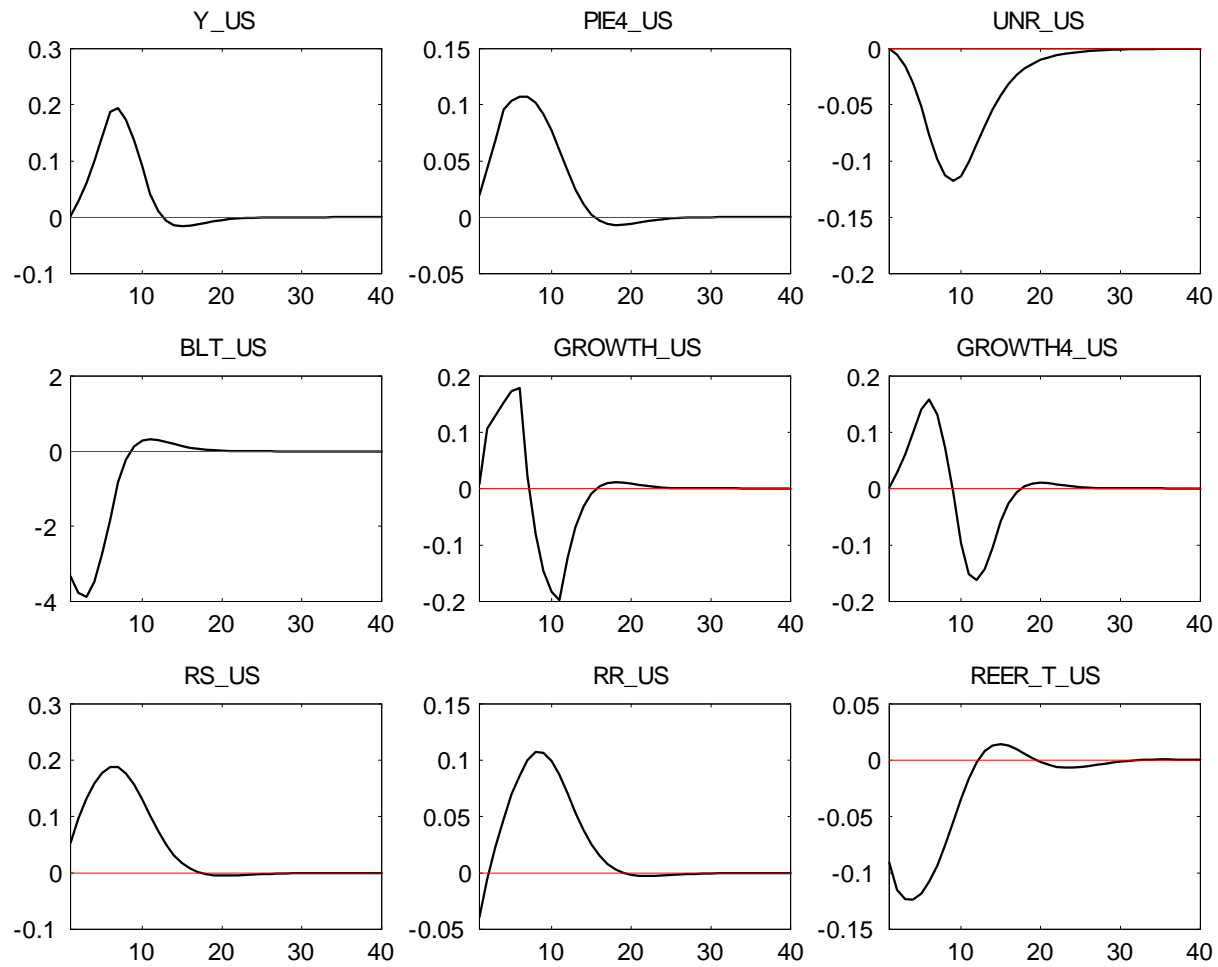 Y_US PIE4_US UNR_US
0.3 0.15 0
0.2 0.1 -0.05
0.1 0.05 -0.1
0 0 -0.15
-0.1 -0.05 -0.2
10 20 30 40 10 20 30 40 10 20 30 40
BLT_US GROWTH_US GROWTH4_US
2 0.2 0.2
0 0.1 0.1
-2 0 0
-4 -0.1 -0.1
-0.2 -0.2
10 20 30 40 10 20 30 40 10 20 30 40
RS_US RR_US REER_T_US
0.3 0.15 0.05
0.2 0.1 0
0.1 0.05 -0.05
0 0 -0.1
-0.1 -0.05 -0.15
10 20 30 40 10 20 30 40 10 20 30 40